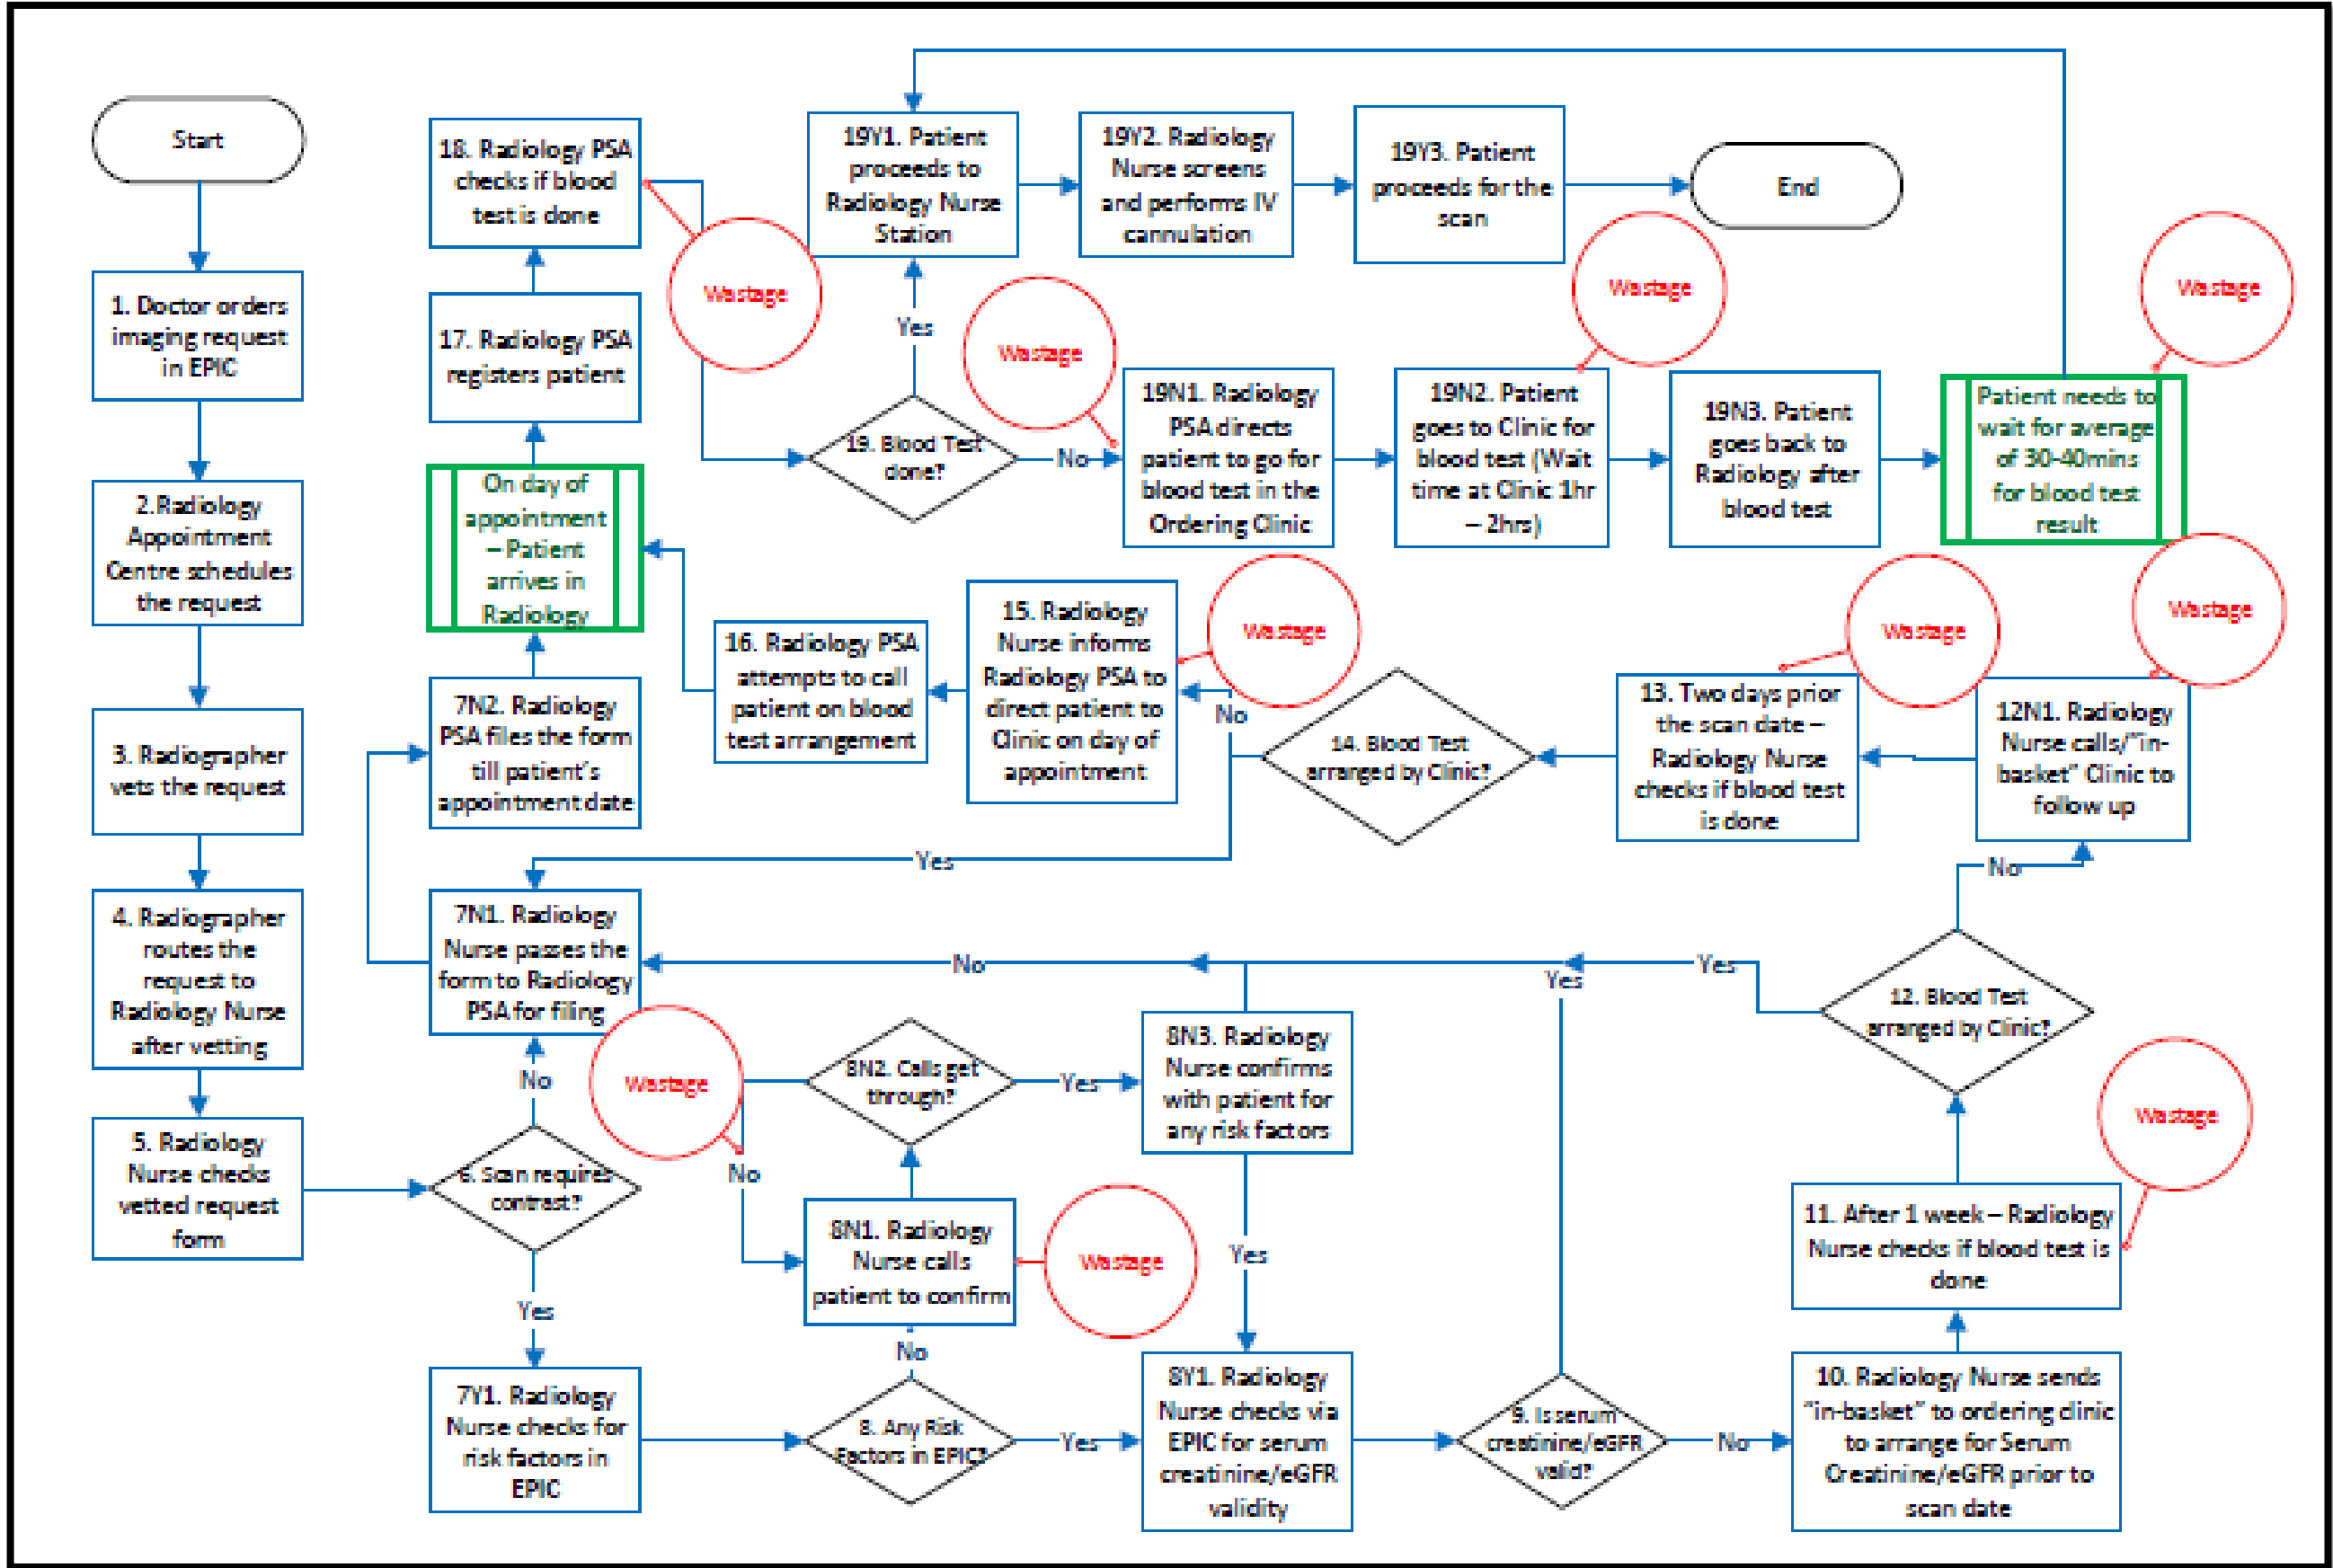 Start
1. Doctor orders
imaging request
in EPIC
2.Radiology
Appointment
Centre schedules
the request
3. Radiographer
vets the request
4. Radiographer
routes the
request to
Radiology Nurse
after vetting
5. Radiology
Nurse checks
vetted request
form
6. Scan requires
contrast?
No
Yes
7N1. Radiology
Nurse passes the
form to Radiology
PSA for filing
7N2. Radiology
PSA files the form
till patient's
appointment date
7Y1. Radiology
Nurse checks for
risk factors in
EPIC
8. Any Risk
Factors in EPIC?
No
Yes
8N1. Radiology
Nurse calls
patient to confirm
Wastage
8N2. Calls get
through?
Wastage
No
Yes
8N3. Radiology
Nurse confirms
with patient for
any risk factors
No
Yes
8Y1. Radiology
Nurse checks via
EPIC for serum
creatinine/eGFR
validity
9. Is serum
creatinine/eGFR
valid?
Yes
No
10. Radiology Nurse sends
"in-basket" to ordering clinic
to arrange for Serum
Creatinine/eGFR prior to
scan date
11. After 1 week – Radiology
Nurse checks if blood test is
done
Wastage
12. Blood Test
arranged by Clinic?
Yes
No
12N1. Radiology
Nurse calls/"in-
basket" Clinic to
follow up
Wastage
13. Two days prior
the scan date –
Radiology Nurse
checks if blood test
is done
Wastage
14. Blood Test
arranged by Clinic?
No
Yes
15. Radiology
Nurse informs
Radiology PSA to
direct patient to
Clinic on day of
appointment
Wastage
16. Radiology PSA
attempts to call
patient on blood
test arrangement
On day of
appointment
– Patient
arrives in
Radiology
17. Radiology PSA
registers patient
18. Radiology PSA
checks if blood
test is done
Wastage
19. Blood Test
done?
Yes
No
19Y1. Patient
proceeds to
Radiology Nurse
Station
19Y2. Radiology
Nurse screens
and performs IV
cannulation
19Y3. Patient
proceeds for the
scan
End
Wastage
19N1. Radiology
PSA directs
patient to go for
blood test in the
Ordering Clinic
19N2. Patient
goes to Clinic for
blood test (Wait
time at Clinic 1hr
– 2hrs)
Wastage
19N3. Patient
goes back to
Radiology after
blood test
Patient needs to
wait for average
of 30-40mins
for blood test
result
Wastage